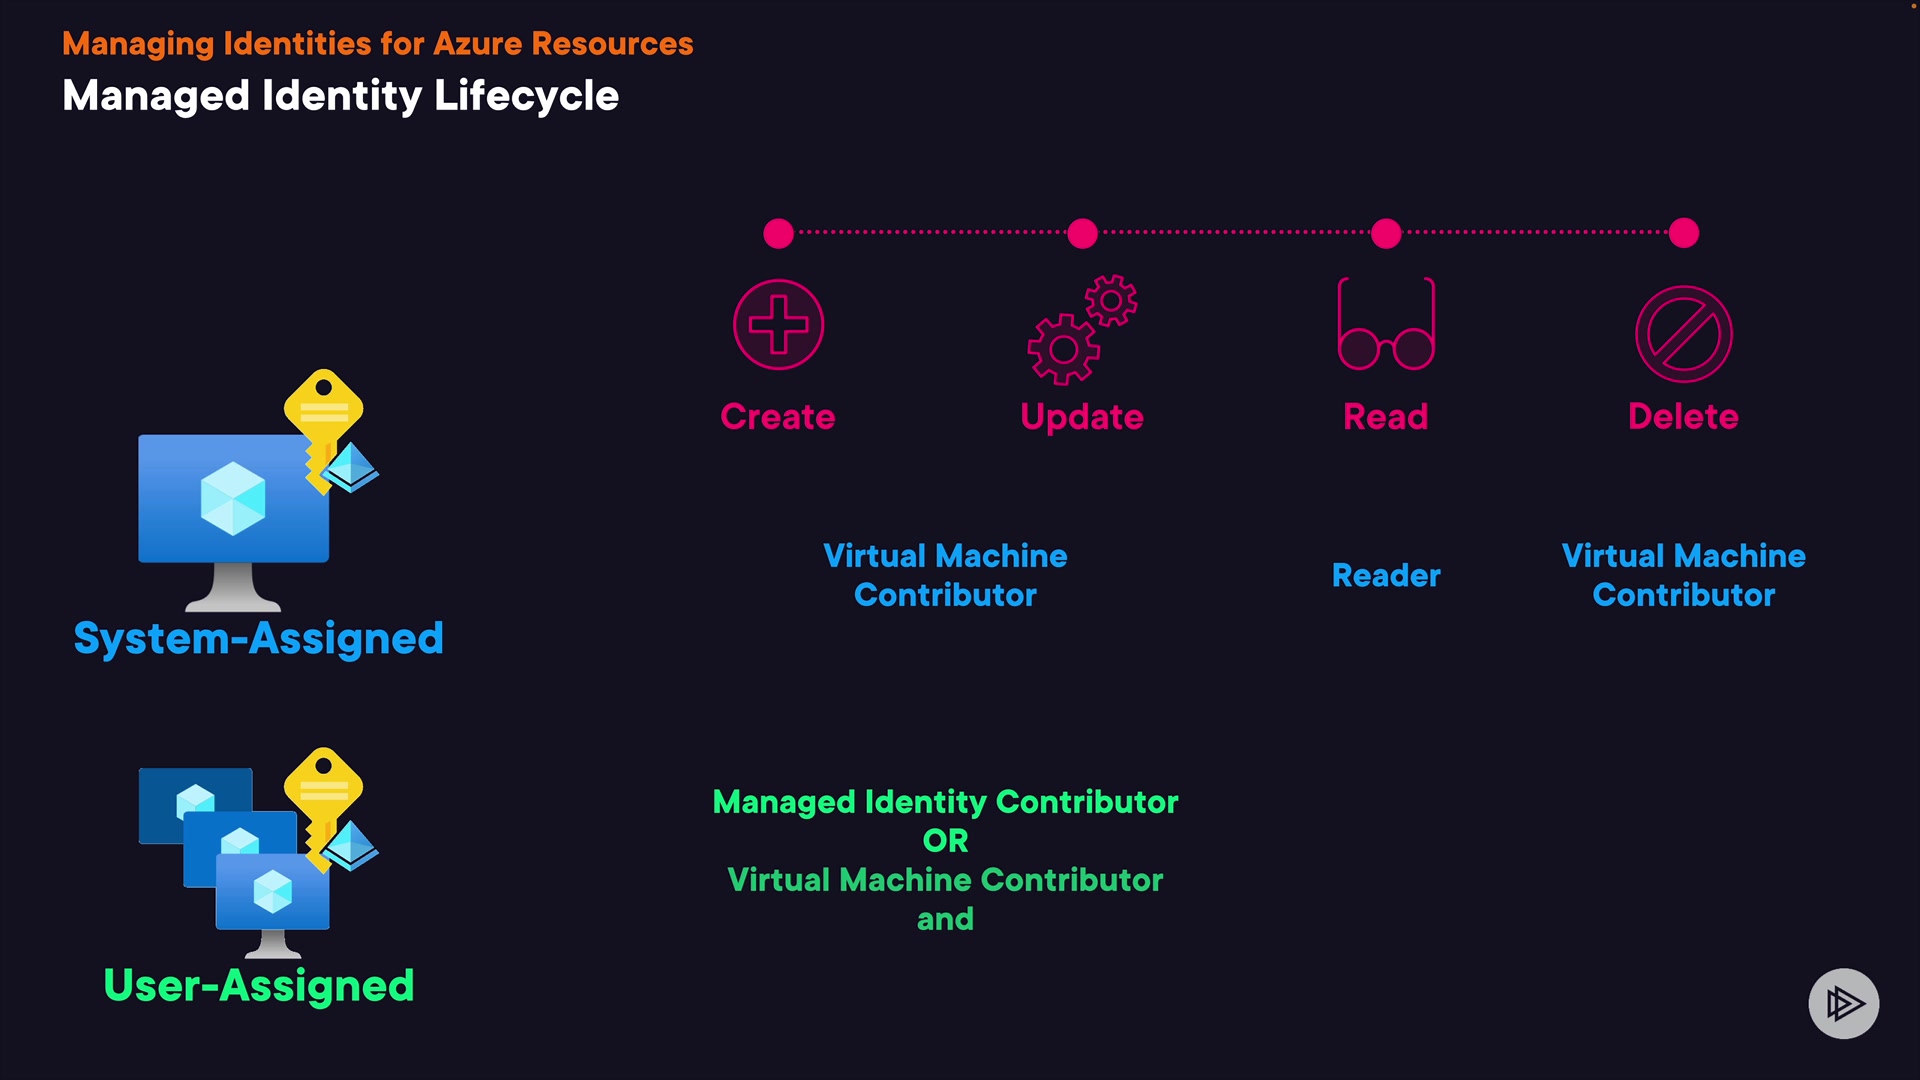 Managing Identities for Azure Resources
Managed Identity Lifecycle
Create
Update
Read
Delete
Virtual Machine
Contributor
Reader
Virtual Machine
Contributor
System-Assigned
Managed Identity Contributor
OR
Virtual Machine Contributor
and
User-Assigned